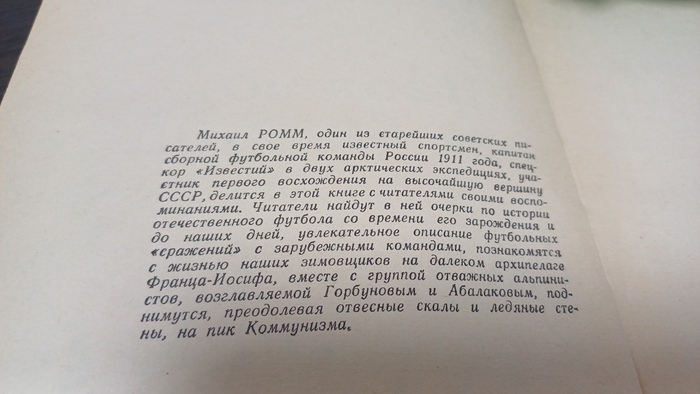 Михаил РОММ, один из старейших советских пи-
сателей, в свое время известный спортсмен, капитан
сборной футбольной команды России 1911 года, спец-
кор «Известий» в двух арктических экспедициях, уча-
стник первого восхождения на высочайшую вершину
СССР, делится в этой книге с читателями своими воспо-
минаниями. Читатели найдут в ней очерки по истории
отечественного футбола со времени его зарождения и
до наших дней, увлекательное описание футбольных
«сражений» с зарубежными командами, познакомятся
с жизнью наших зимовщиков на далеком архипелаге
Франца-Иосифа, вместе с группой отважных альпини-
стов, возглавляемой Горбуновым и Абалаковым, под-
нимутся, преодолевая отвесные скалы и ледяные сте-
ны, на пик Коммунизма.